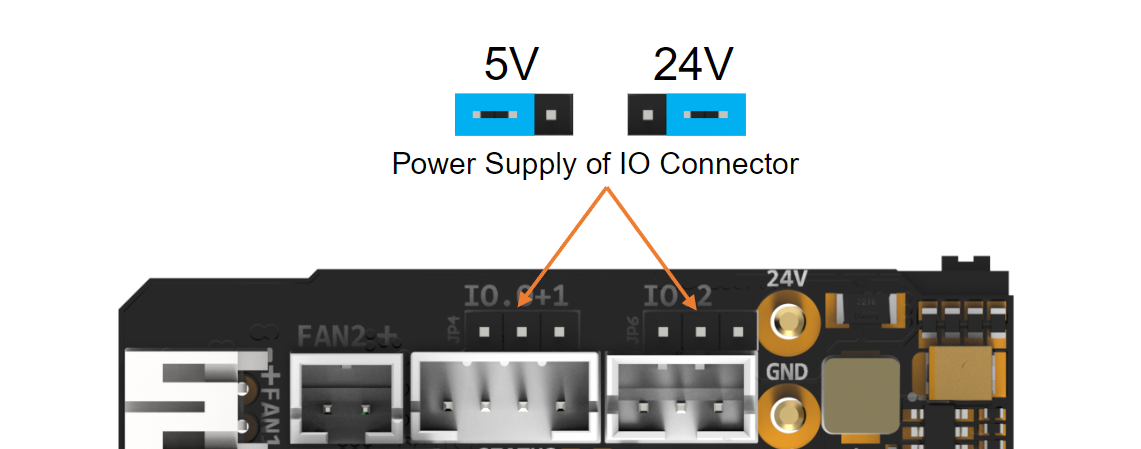 5V 24V
Power Supply of IO Connector
24V
IO.0+1 IO.2
JP4 JP6
FAN2 +
GND
+ FAN1